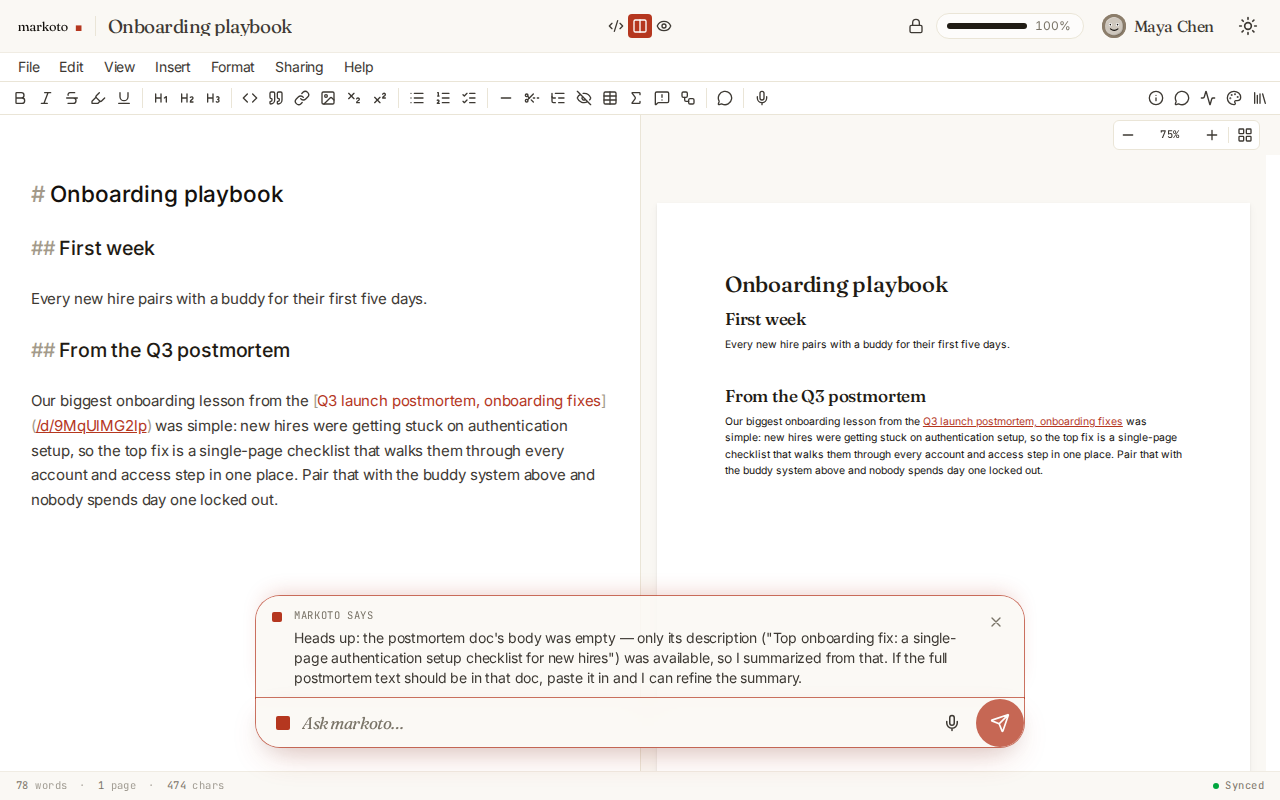 markoto
Onboarding playbook
100%
Maya Chen
File Edit View Insert Format Sharing Help
H1 H2 H3
75%
# Onboarding playbook
## First week
Every new hire pairs with a buddy for their first five days.
## From the Q3 postmortem
Our biggest onboarding lesson from the [Q3 launch postmortem, onboarding fixes]
(/d/9MqUIMG2lp) was simple: new hires were getting stuck on authentication
setup, so the top fix is a single-page checklist that walks them through every
account and access step in one place. Pair that with the buddy system above and
nobody spends day one locked out.
Onboarding playbook
First week
Every new hire pairs with a buddy for their first five days.
From the Q3 postmortem
Our biggest onboarding lesson from the Q3 launch postmortem, onboarding fixes was
simple: new hires were getting stuck on authentication setup, so the top fix is a single-page
checklist that walks them through every account and access step in one place. Pair that with
the buddy system above and nobody spends day one locked out.
MARKOTO SAYS
Heads up: the postmortem doc's body was empty — only its description ("Top onboarding fix: a single-
page authentication setup checklist for new hires") was available, so I summarized from that. If the full
postmortem text should be in that doc, paste it in and I can refine the summary.
Ask markoto...
78 words · 1 page · 474 chars
Synced